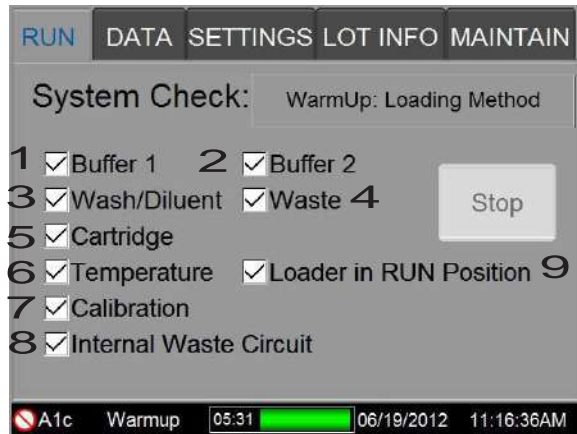 RUN DATA SETTINGS LOT INFO MAINTAIN
System Check: WarmUp: Loading Method
1 Buffer 1 2 Buffer 2
3 Wash/Diluent Waste 4
Stop
5 Cartridge
6 Temperature Loader in RUN Position 9
7 Calibration
8 Internal Waste Circuit
A1c Warmup 05:31 06/19/2012 11:16:36AM